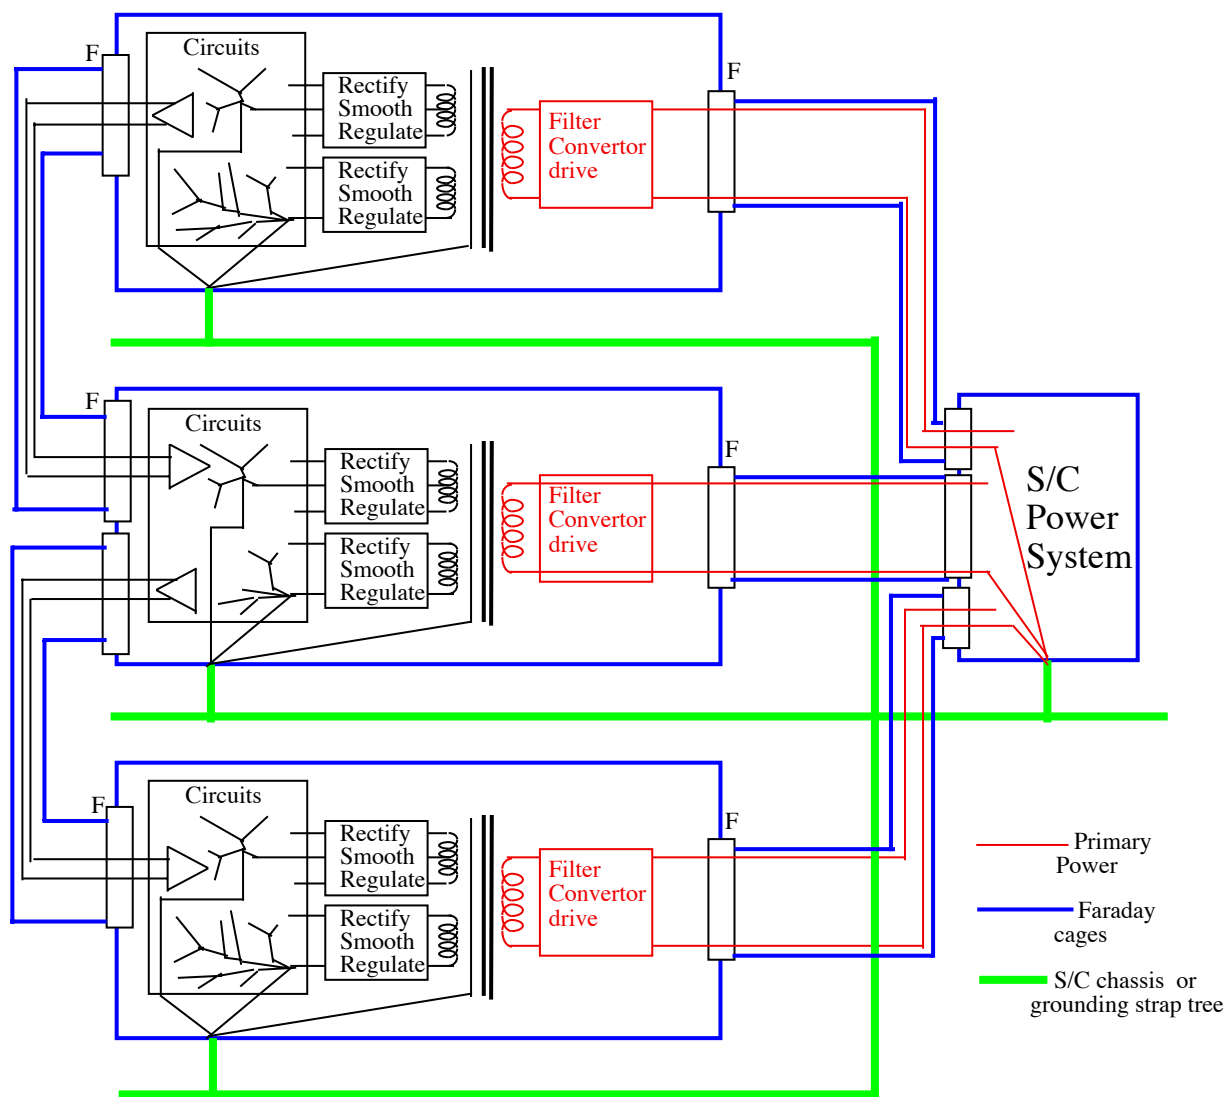 F
Circuits
Rectify
Smooth
Regulate
Rectify
Smooth
Regulate
Filter
Convertor
drive
F
F
Circuits
Rectify
Smooth
Regulate
Rectify
Smooth
Regulate
Filter
Convertor
drive
F
S/C
Power
System
F
Circuits
Rectify
Smooth
Regulate
Rectify
Smooth
Regulate
Filter
Convertor
drive
F
Primary
Power
Faraday
cages
S/C chassis or
grounding strap tree